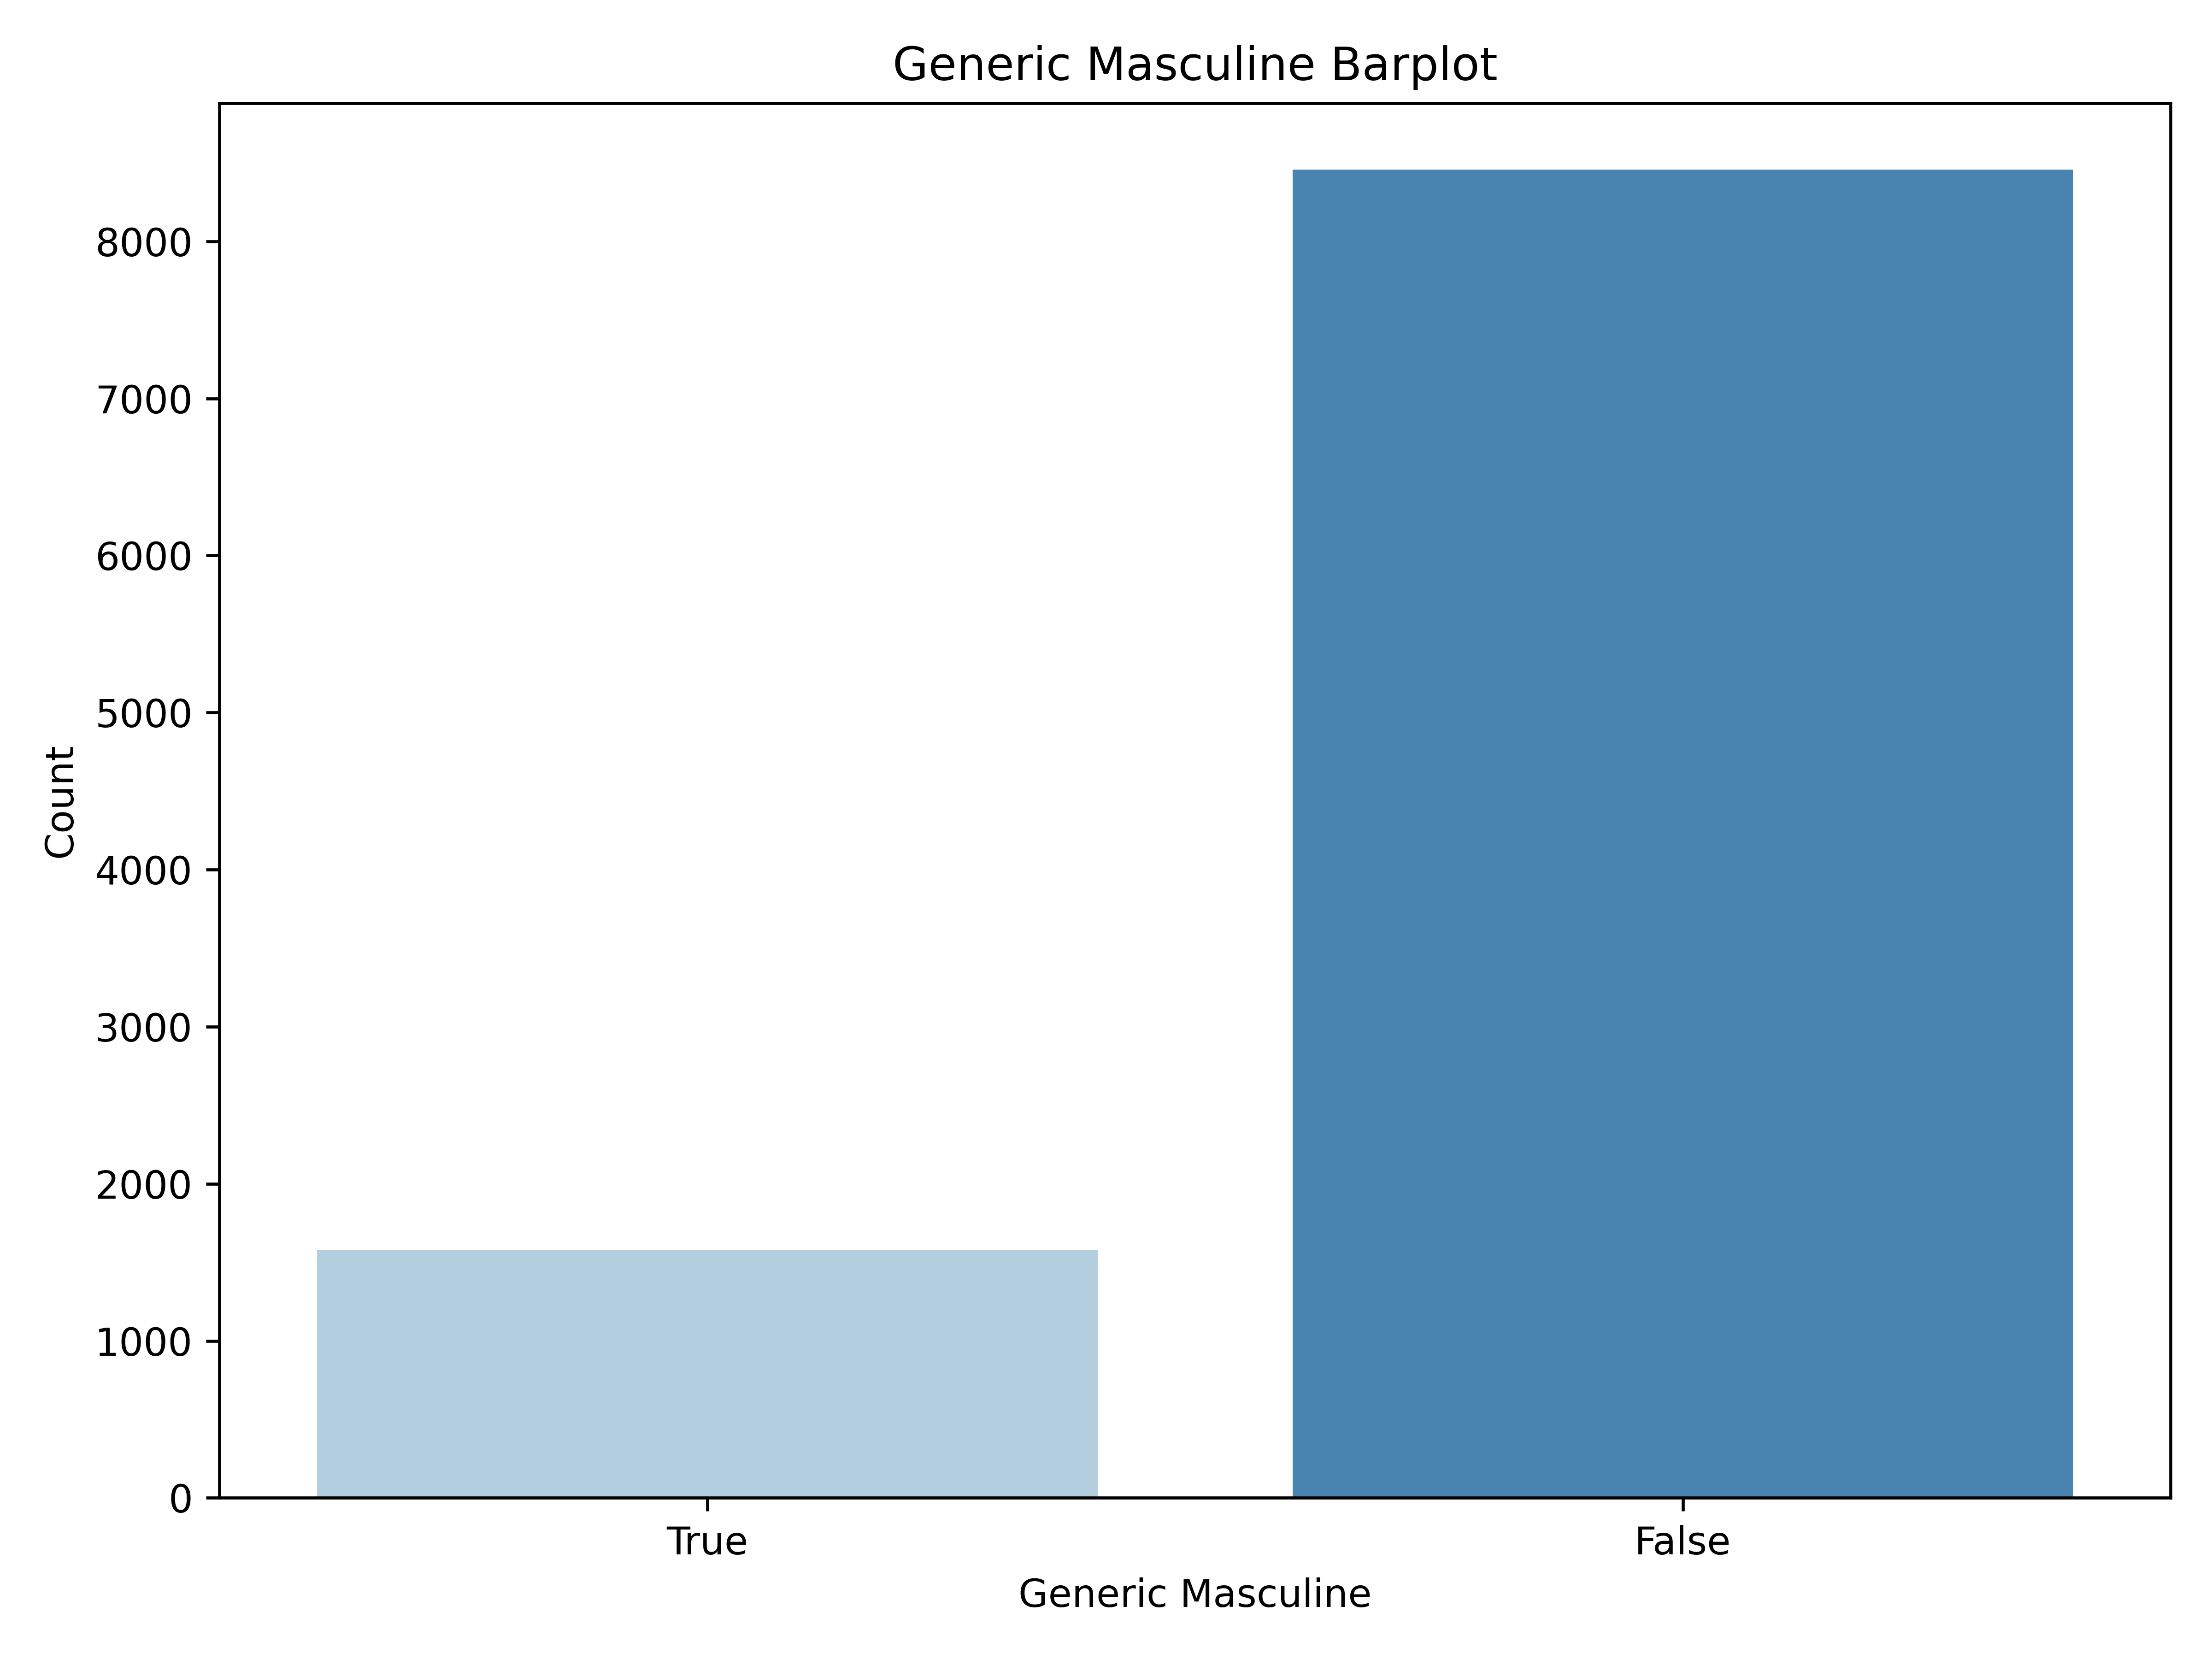 Generic Masculine Barplot
8000
7000
6000
5000
4000
3000
2000
1000
0
Count
True
False
Generic Masculine